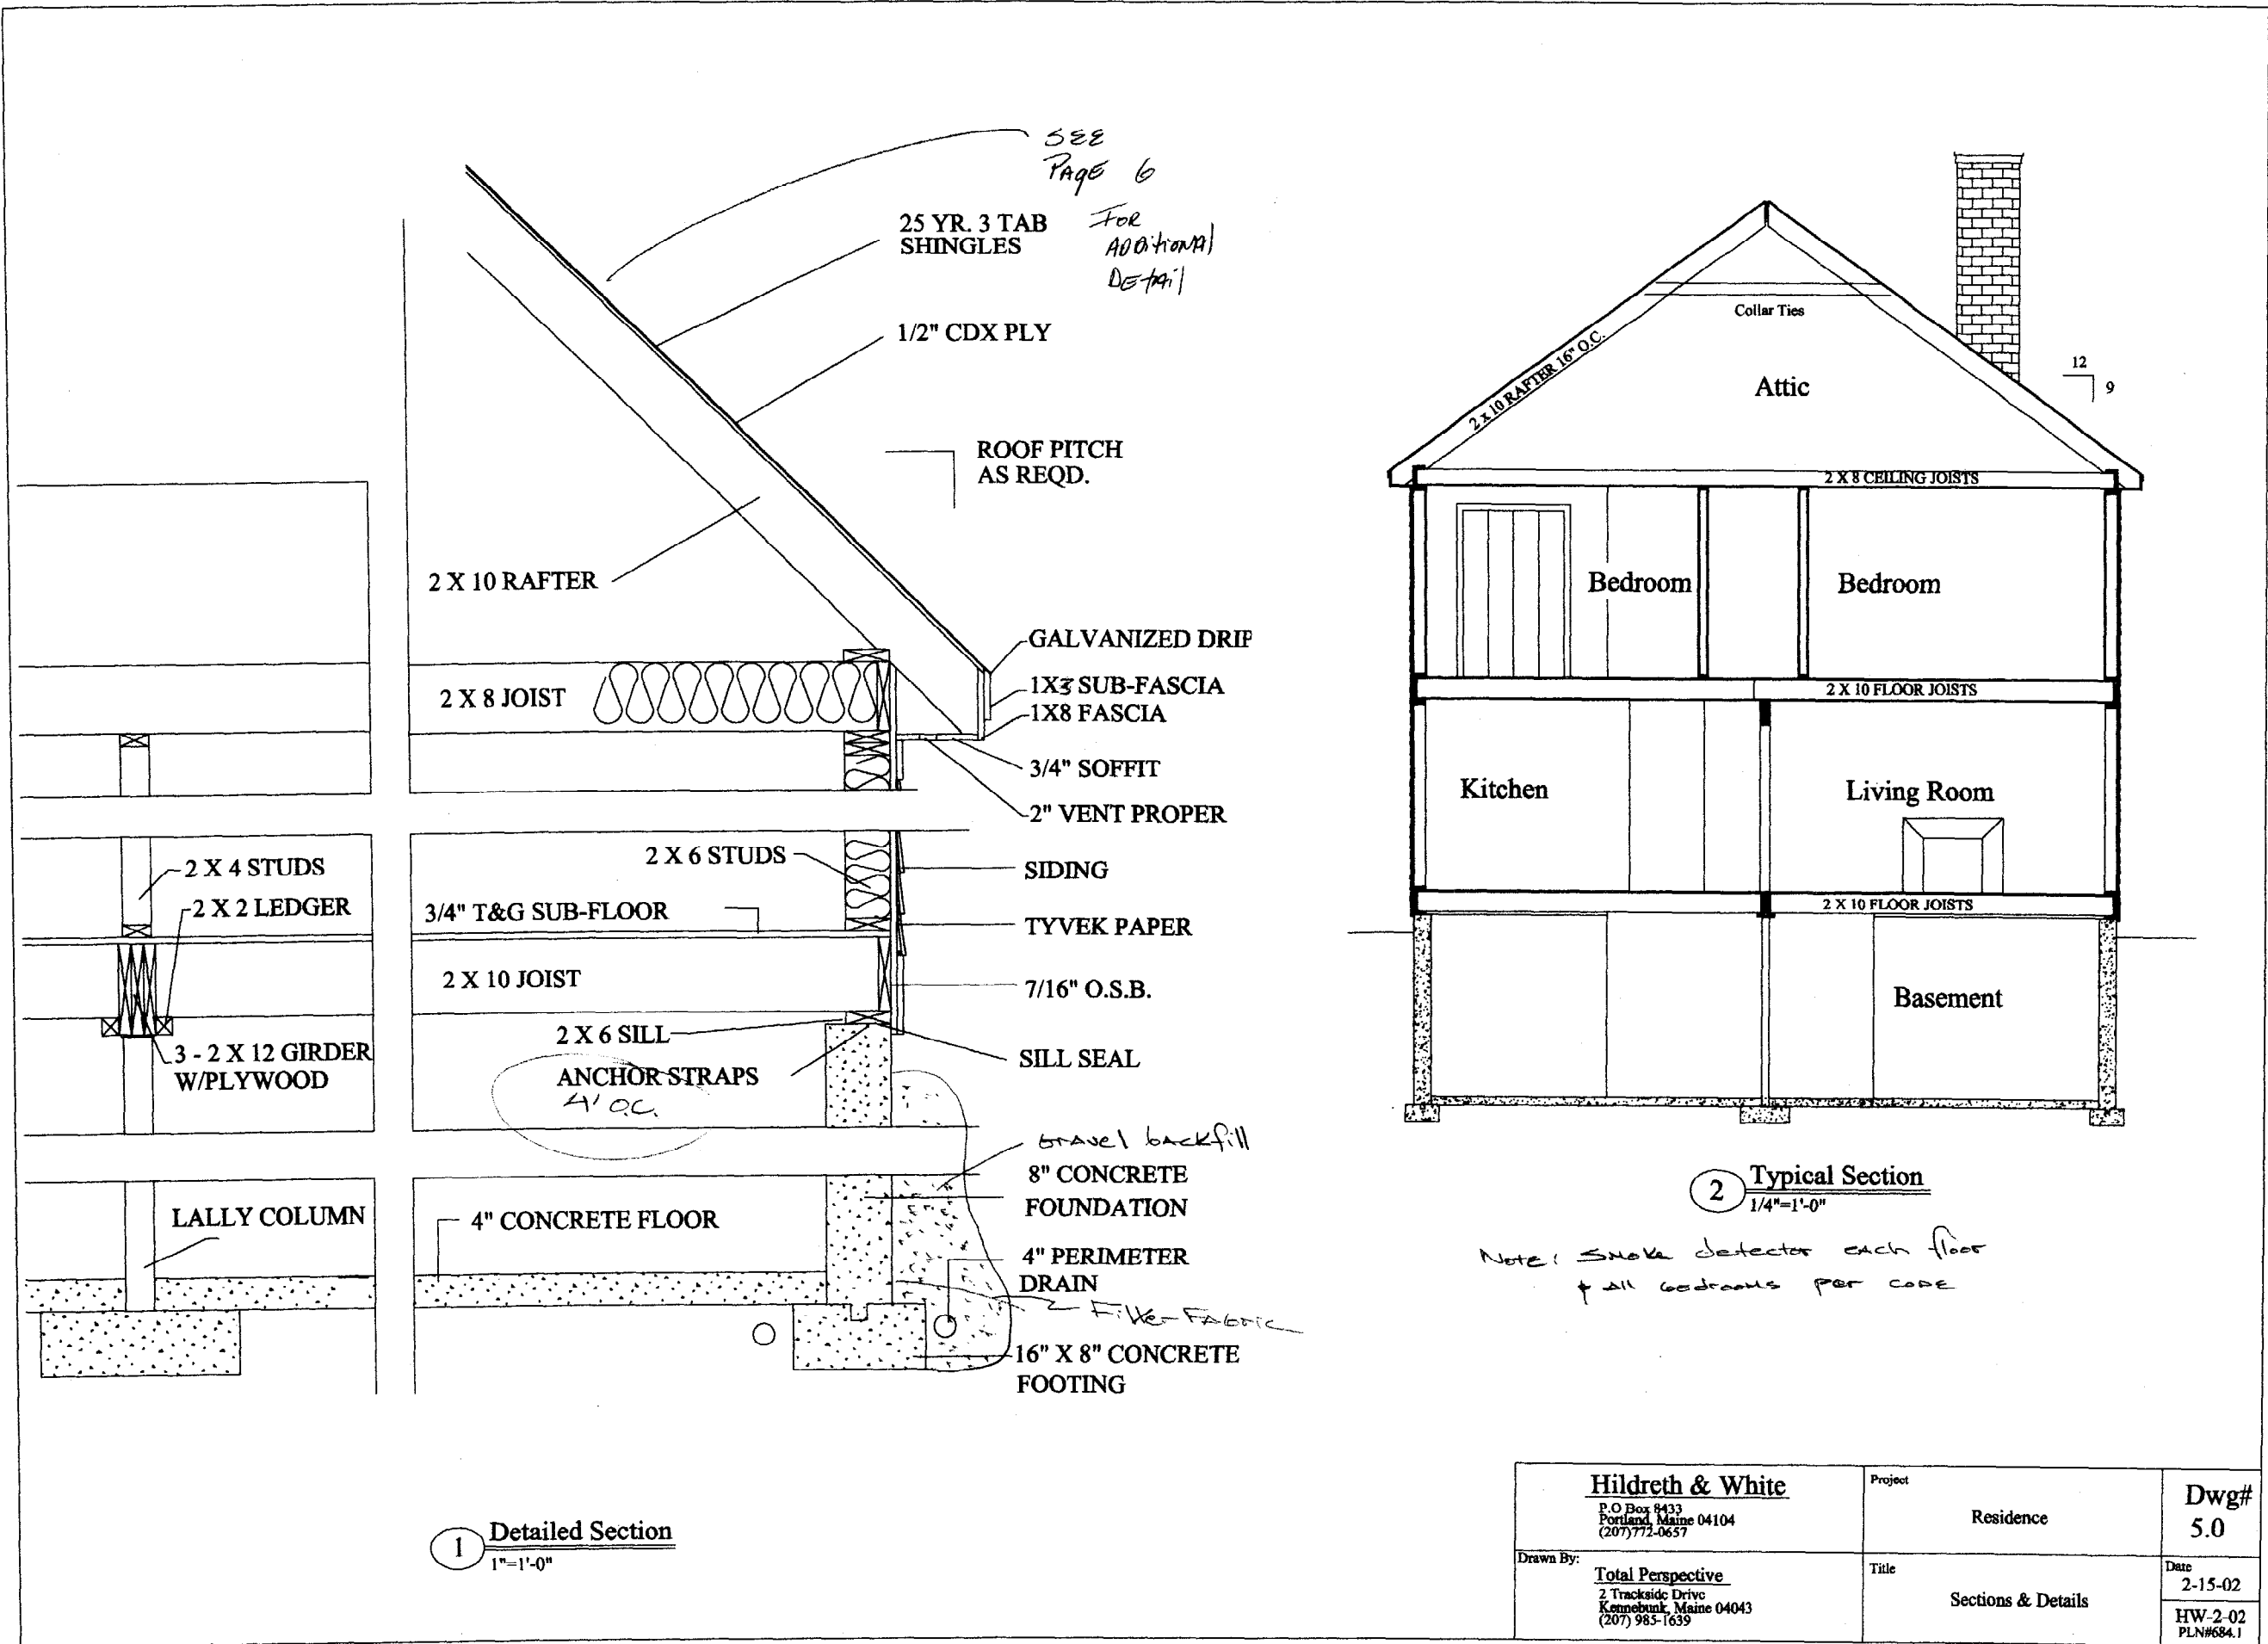 SEE
PAGE 6
FOR
ADDITIONAL
DETAIL
25 YR. 3 TAB
SHINGLES
1/2" CDX PLY
ROOF PITCH
AS REQD.
2 X 10 RAFTER
GALVANIZED DRIP
2 X 8 JOIST
1X3 SUB-FASCIA
1X8 FASCIA
3/4" SOFFIT
2" VENT PROPER
2 X 4 STUDS
2 X 6 STUDS
SIDING
2 X 2 LEDGER
3/4" T&G SUB-FLOOR
TYVEK PAPER
2 X 10 JOIST
7/16" O.S.B.
2 X 6 SILL
3 - 2 X 12 GIRDER
W/PLYWOOD
SILL SEAL
ANCHOR STRAPS
4' O.C.
Gravel backfill
8" CONCRETE
FOUNDATION
LALLY COLUMN
4" CONCRETE FLOOR
4" PERIMETER
DRAIN
Filter Fabric
16" X 8" CONCRETE
FOOTING
1 Detailed Section
1"=1'-0"
Collar Ties
2 x 10 RAFTER 16" O.C.
12
9
Attic
2 X 8 CEILING JOISTS
Bedroom
Bedroom
2 X 10 FLOOR JOISTS
Kitchen
Living Room
2 X 10 FLOOR JOISTS
Basement
2 Typical Section
1/4"=1'-0"
Note: Smoke detector each floor
& All bedrooms per code
Hildreth & White
P.O Box 8433
Portland, Maine 04104
(207)772-0657
Project
Residence
Dwg#
5.0
Drawn By:
Total Perspective
2 Trackside Drive
Kennebunk, Maine 04043
(207) 985-1639
Title
Sections & Details
Date
2-15-02
HW-2-02
PLN#684.1